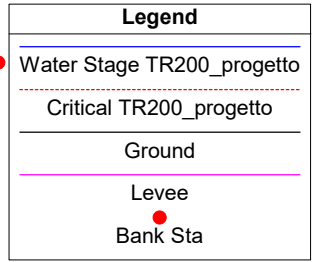 Legend
Water Stage TR200_progetto
Critical TR200_progetto
Ground
Levee
Bank Sta